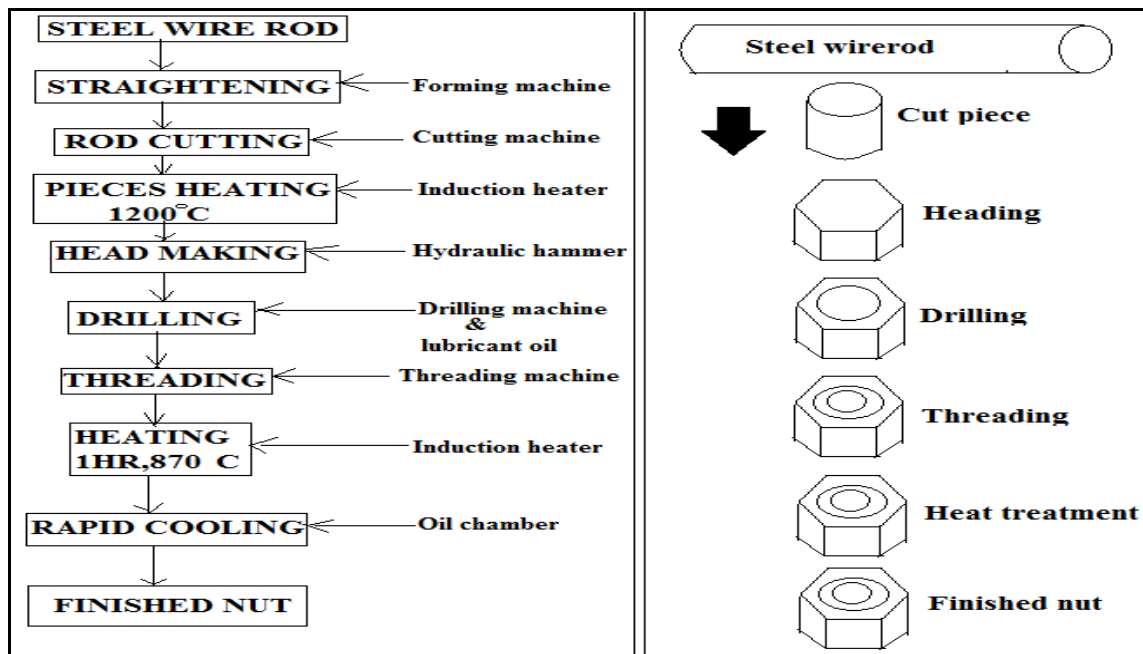 STEEL WIRE ROD
STRAIGHTENING
Forming machine
ROD CUTTING
Cutting machine
PIECES HEATING
1200°C
Induction heater
HEAD MAKING
Hydraulic hammer
DRILLING
Drilling machine
&
lubricant oil
THREADING
Threading machine
HEATING
1HR,870 C
Induction heater
RAPID COOLING
Oil chamber
FINISHED NUT
Steel wirerod
Cut piece
Heading
Drilling
Threading
Heat treatment
Finished nut